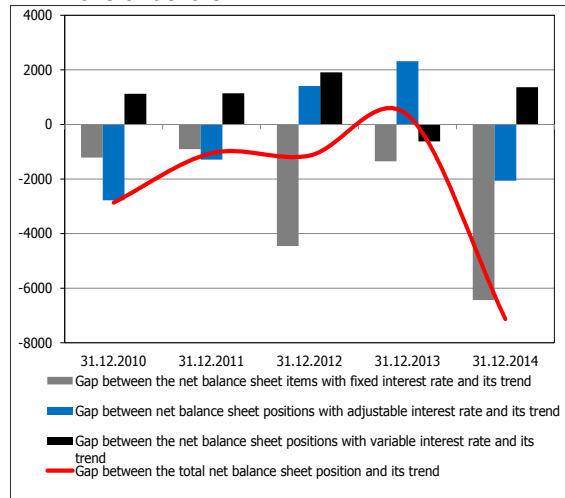 4000
2000
0
-2000
-4000
-6000
-8000
31.12.2010 31.12.2011 31.12.2012 31.12.2013 31.12.2014
Gap between the net balance sheet items with fixed interest rate and its trend
Gap between net balance sheet positions with adjustable interest rate and its trend
Gap between the net balance sheet positions with variable interest rate and its
trend
Gap between the total net balance sheet position and its trend